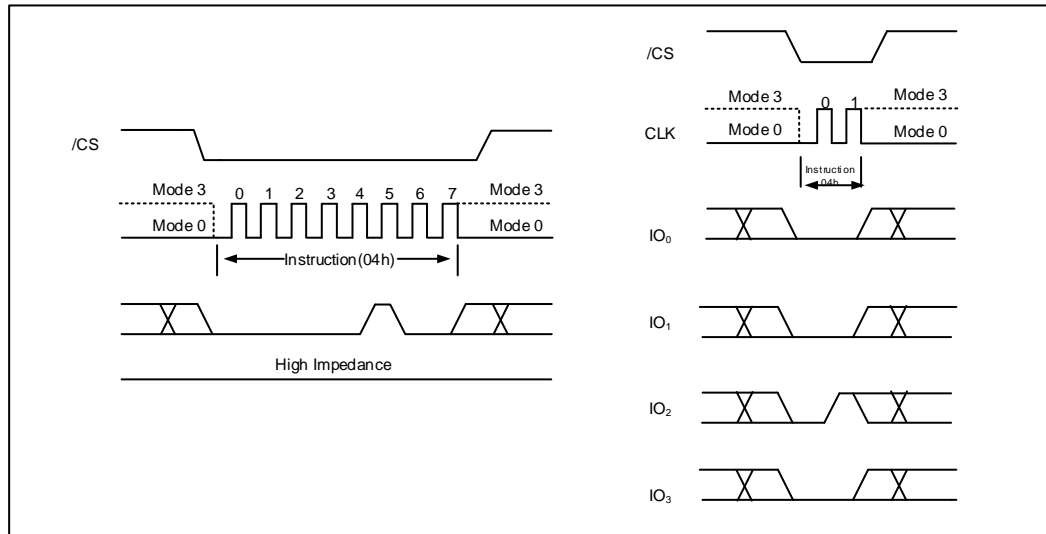 /CS
Mode 3
0 1 2 3 4 5 6 7
Mode 3
Mode 0
Mode 0
Instruction(04h)
High Impedance
/CS
Mode 3
0 1
Mode 3
CLK
Mode 0
Mode 0
Instruction
04h
IO₀
IO₁
IO₂
IO₃